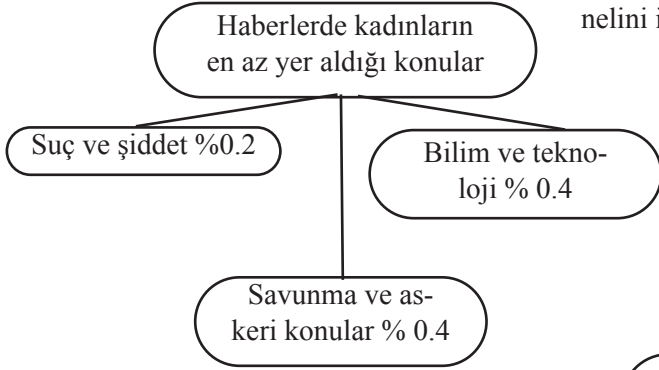 Haberlerde kadınların
en az yer aldığı konular
nelini i
Suç ve şiddet %0.2
Bilim ve tekno-
loji % 0.4
Savunma ve as-
keri konular % 0.4